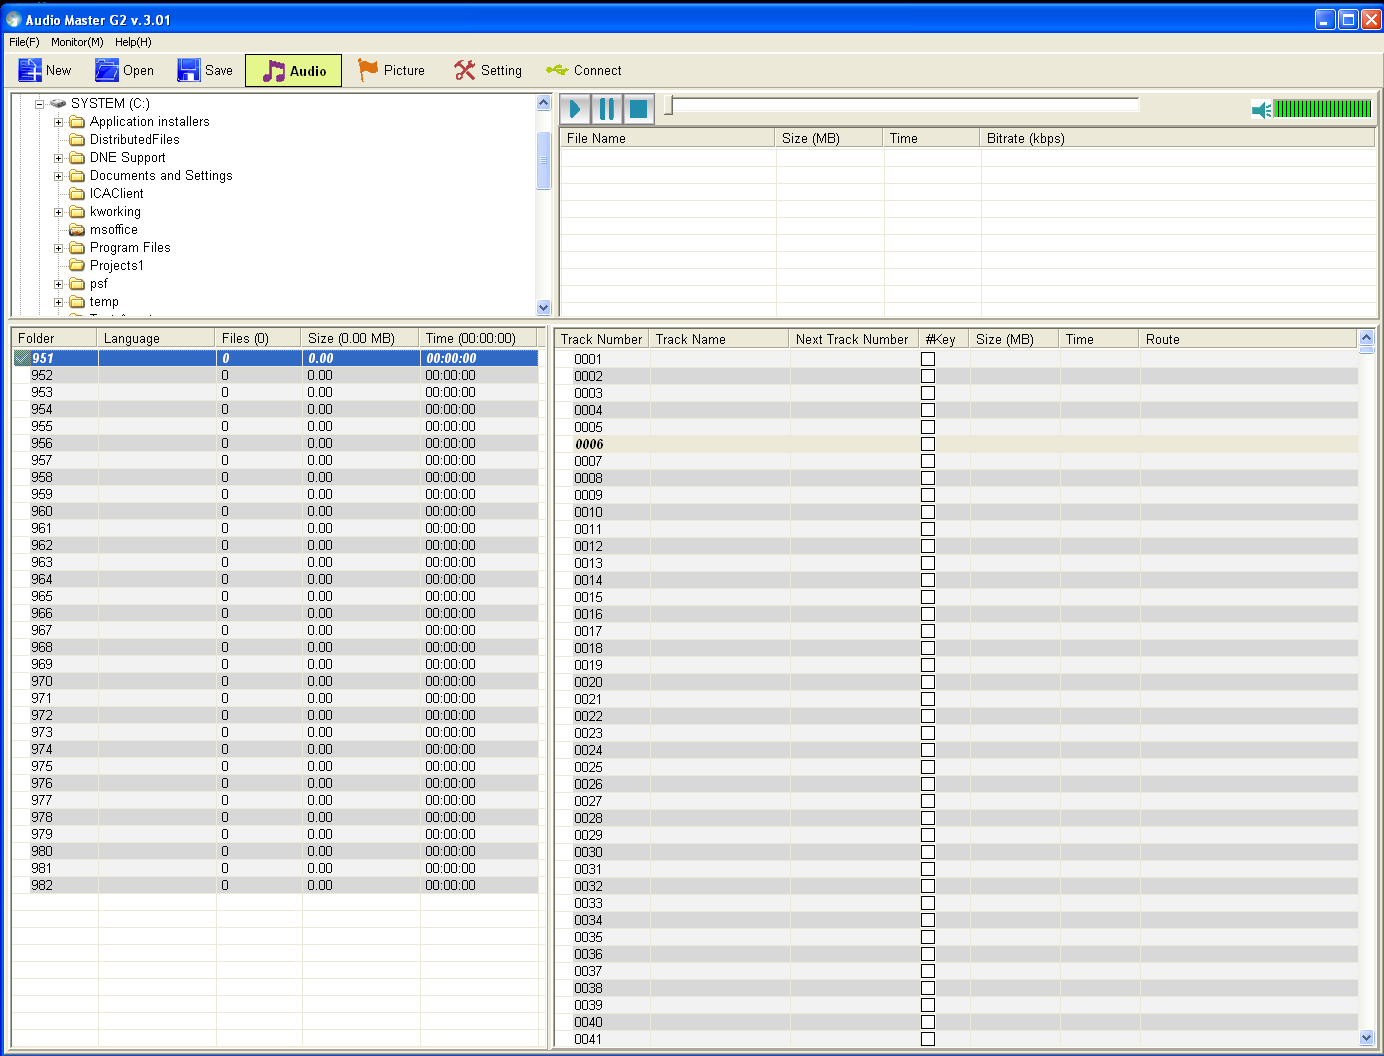 Audio Master G2 v.3.01
File(F) Monitor(M) Help(H)
New Open Save Audio Picture Setting Connect
SYSTEM (C:)
Application installers
DistributedFiles
DNE Support
Documents and Settings
ICAClient
kworking
msoffice
Program Files
Projects1
psf
temp
File Name Size (MB) Time Bitrate (kbps)
Folder Language Files (0) Size (0.00 MB) Time (00:00:00)
951 0 0.00 00:00:00
952 0 0.00 00:00:00
953 0 0.00 00:00:00
954 0 0.00 00:00:00
955 0 0.00 00:00:00
956 0 0.00 00:00:00
957 0 0.00 00:00:00
958 0 0.00 00:00:00
959 0 0.00 00:00:00
960 0 0.00 00:00:00
961 0 0.00 00:00:00
962 0 0.00 00:00:00
963 0 0.00 00:00:00
964 0 0.00 00:00:00
965 0 0.00 00:00:00
966 0 0.00 00:00:00
967 0 0.00 00:00:00
968 0 0.00 00:00:00
969 0 0.00 00:00:00
970 0 0.00 00:00:00
971 0 0.00 00:00:00
972 0 0.00 00:00:00
973 0 0.00 00:00:00
974 0 0.00 00:00:00
975 0 0.00 00:00:00
976 0 0.00 00:00:00
977 0 0.00 00:00:00
978 0 0.00 00:00:00
979 0 0.00 00:00:00
980 0 0.00 00:00:00
981 0 0.00 00:00:00
982 0 0.00 00:00:00
Track Number Track Name Next Track Number #Key Size (MB) Time Route
0001
0002
0003
0004
0005
0006
0007
0008
0009
0010
0011
0012
0013
0014
0015
0016
0017
0018
0019
0020
0021
0022
0023
0024
0025
0026
0027
0028
0029
0030
0031
0032
0033
0034
0035
0036
0037
0038
0039
0040
0041